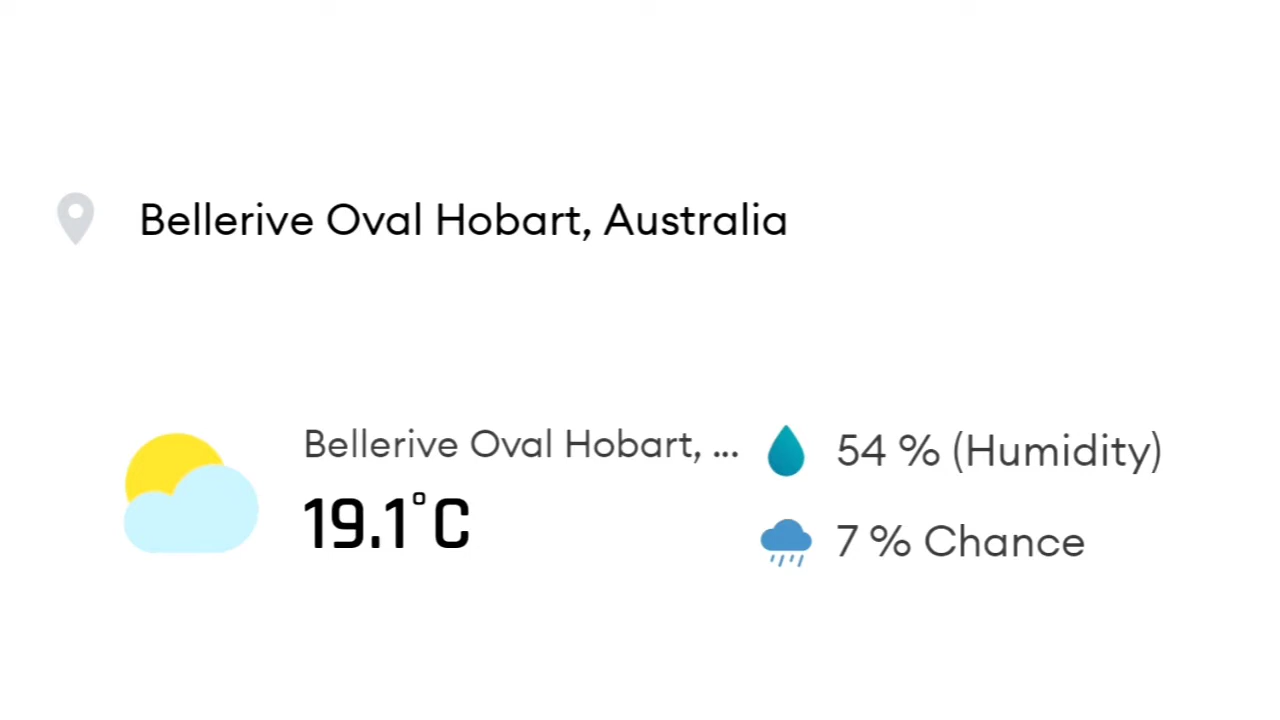 Bellerive Oval Hobart, Australia
Bellerive Oval Hobart, ...
19.1°C
54 % (Humidity)
7 % Chance